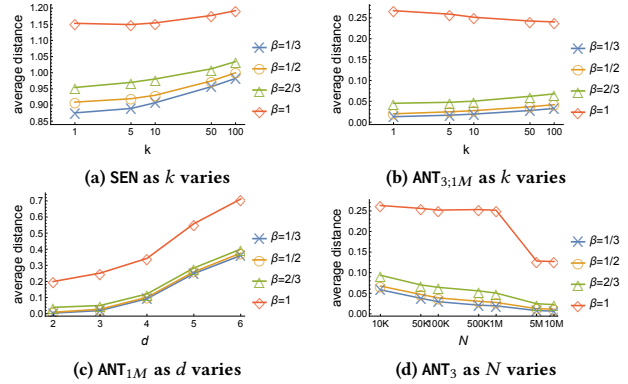 average distance
1.20
1.15
1.10
1.05
1.00
0.95
0.90
0.85
1 5 10 50 100
k
β=1/3
β=1/2
β=2/3
β=1
(a) SEN as k varies
average distance
0.25
0.20
0.15
0.10
0.05
0.00
1 5 10 50 100
k
β=1/3
β=1/2
β=2/3
β=1
(b) ANT3;1M as k varies
average distance
0.7
0.6
0.5
0.4
0.3
0.2
0.1
0.0
2 3 4 5 6
d
β=1/3
β=1/2
β=2/3
β=1
(c) ANT1M as d varies
average distance
0.25
0.20
0.15
0.10
0.05
0.00
10K 50K 100K 500K 1M 5M 10M
N
β=1/3
β=1/2
β=2/3
β=1
(d) ANT3 as N varies